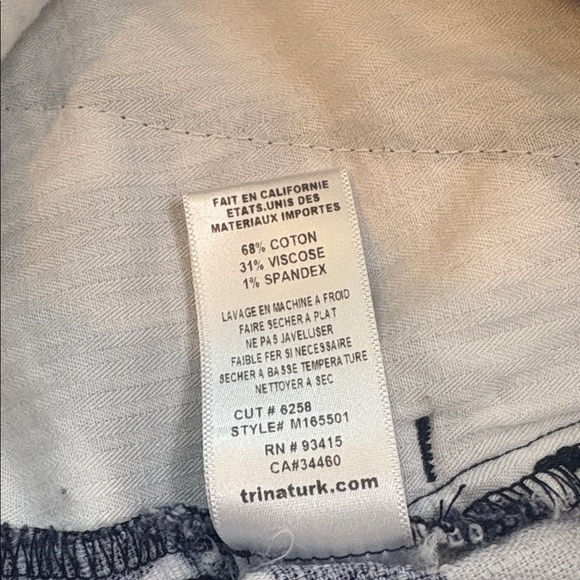 FAIT EN CALIFORNIE
ETATS.UNIS DES
MATERIAUX IMPORTES
68% COTON
31% VISCOSE
1% SPANDEX
LAVAGE EN MACHINE A FROID
FAIRE SECHER A PLAT
NE PAS JAVELLISER
FAIBLE FER SI NECESSAIRE
SECHER A BASSE TEMPERATURE
NETTOYER A SEC
CUT # 6258
STYLE# M165501
RN # 93415
CA#34460
trinaturk.com